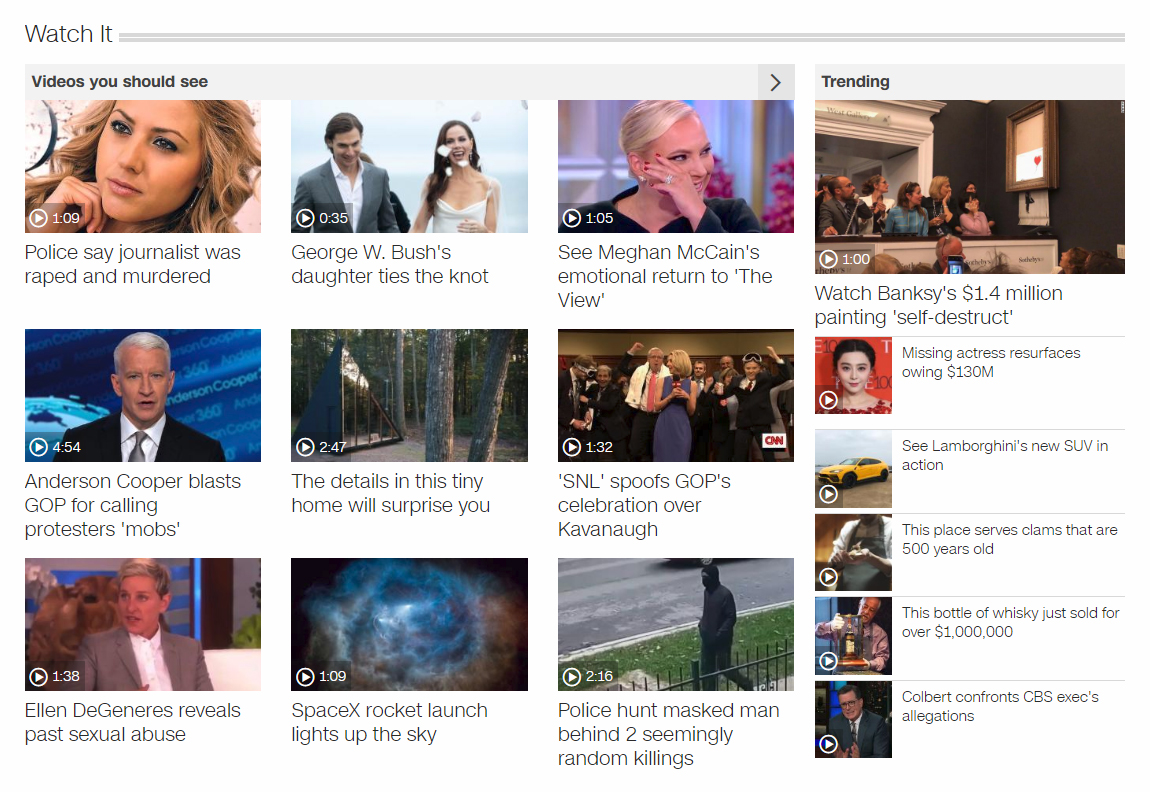 Watch It
Videos you should see
1:09
Police say journalist was
raped and murdered
0:35
George W. Bush's
daughter ties the knot
1:05
See Meghan McCain's
emotional return to 'The
View'
4:54
Anderson Cooper blasts
GOP for calling
protesters 'mobs'
2:47
The details in this tiny
home will surprise you
CNN
1:32
'SNL' spoofs GOP's
celebration over
Kavanaugh
1:38
Ellen DeGeneres reveals
past sexual abuse
1:09
SpaceX rocket launch
lights up the sky
2:16
Police hunt masked man
behind 2 seemingly
random killings
Trending
West Galler
Sotheby's
1:00
Watch Banksy's $1.4 million
painting 'self-destruct'
Missing actress resurfaces
owing $130M
See Lamborghini's new SUV in
action
This place serves clams that are
500 years old
This bottle of whisky just sold for
over $1,000,000
Colbert confronts CBS exec's
allegations